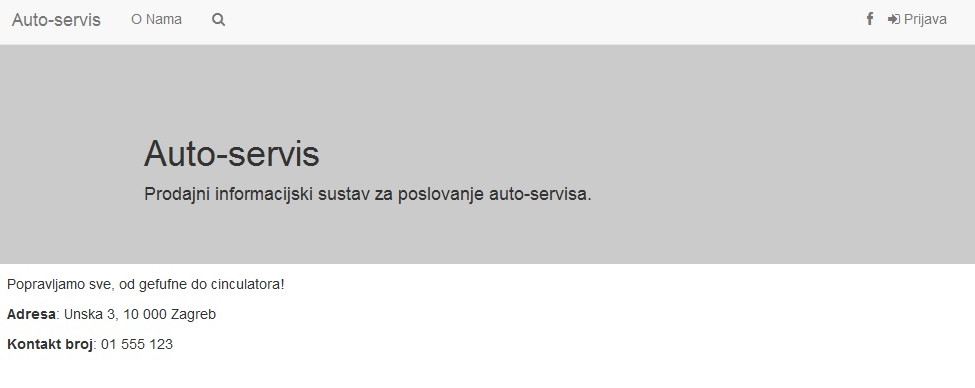 Auto-servis O Nama Prijava
Auto-servis
Prodajni informacijski sustav za poslovanje auto-servisa.
Popravljamo sve, od gefufne do cinculatora!
Adresa: Unska 3, 10 000 Zagreb
Kontakt broj: 01 555 123